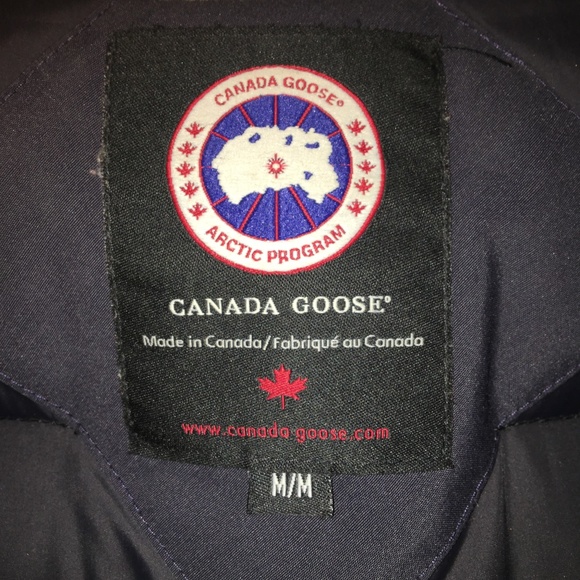 CANADA GOOSE®
ARCTIC PROGRAM
CANADA GOOSE®
Made in Canada/Fabriqué au Canada
www.canada-goose.com
M/M